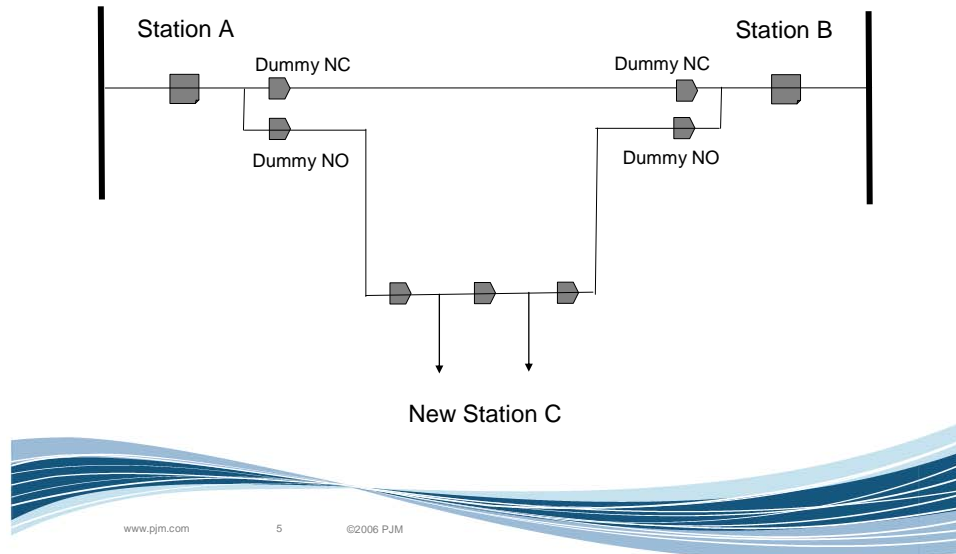 Station A
Station B
Dummy NC
Dummy NC
Dummy NO
Dummy NO
New Station C
www.pjm.com
5
©2006 PJM